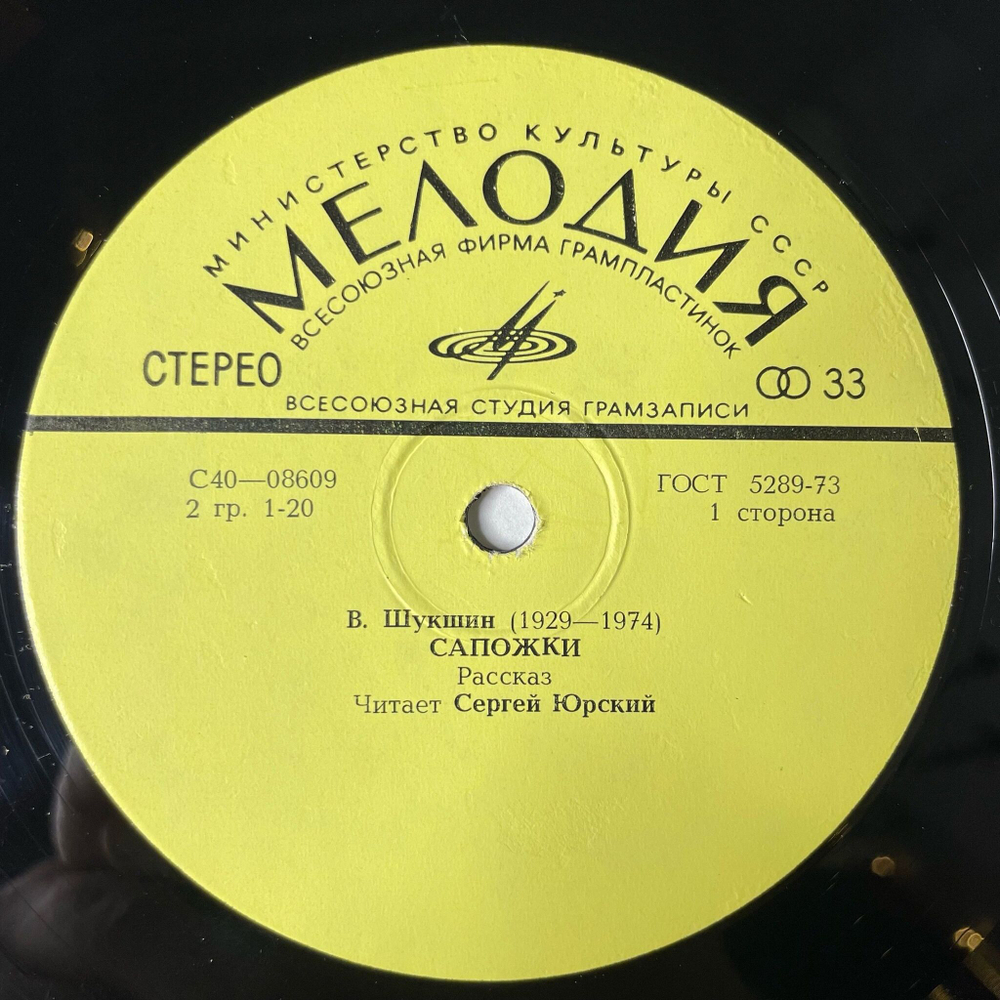 МИНИСТЕРСТВО КУЛЬТУРЫ СССР
МЕЛОДИЯ
ВСЕСОЮЗНАЯ ФИРМА ГРАМПЛАСТИНОК
СТЕРЕО
33
ВСЕСОЮЗНАЯ СТУДИЯ ГРАМЗАПИСИ
С40—08609
ГОСТ 5289-73
2 гр. 1-20
1 сторона
В. Шукшин (1929—1974)
САПОЖКИ
Рассказ
Читает Сергей Юрский